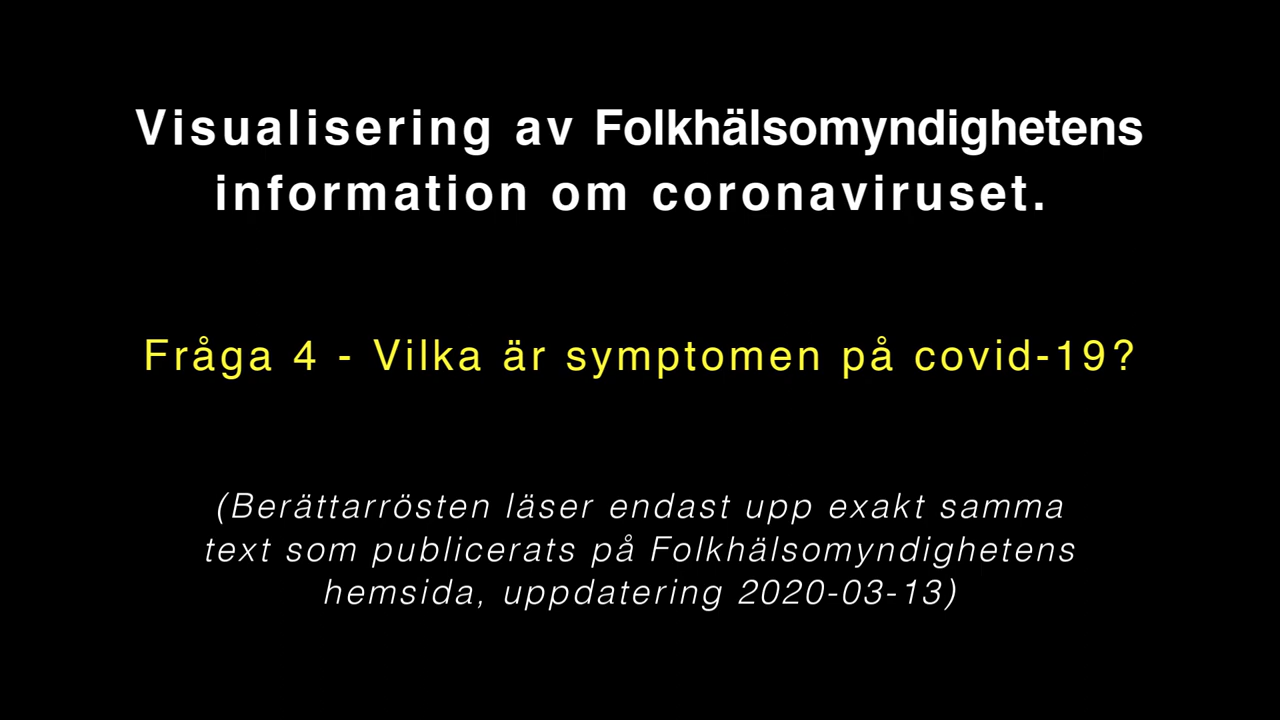 Visualisering av Folkhälsomyndighetens
information om coronaviruset.
Fråga 4 - Vilka är symptomen på covid-19?
(Berättarrösten läser endast upp exakt samma
text som publicerats på Folkhälsomyndighetens
hemsida, uppdatering 2020-03-13)